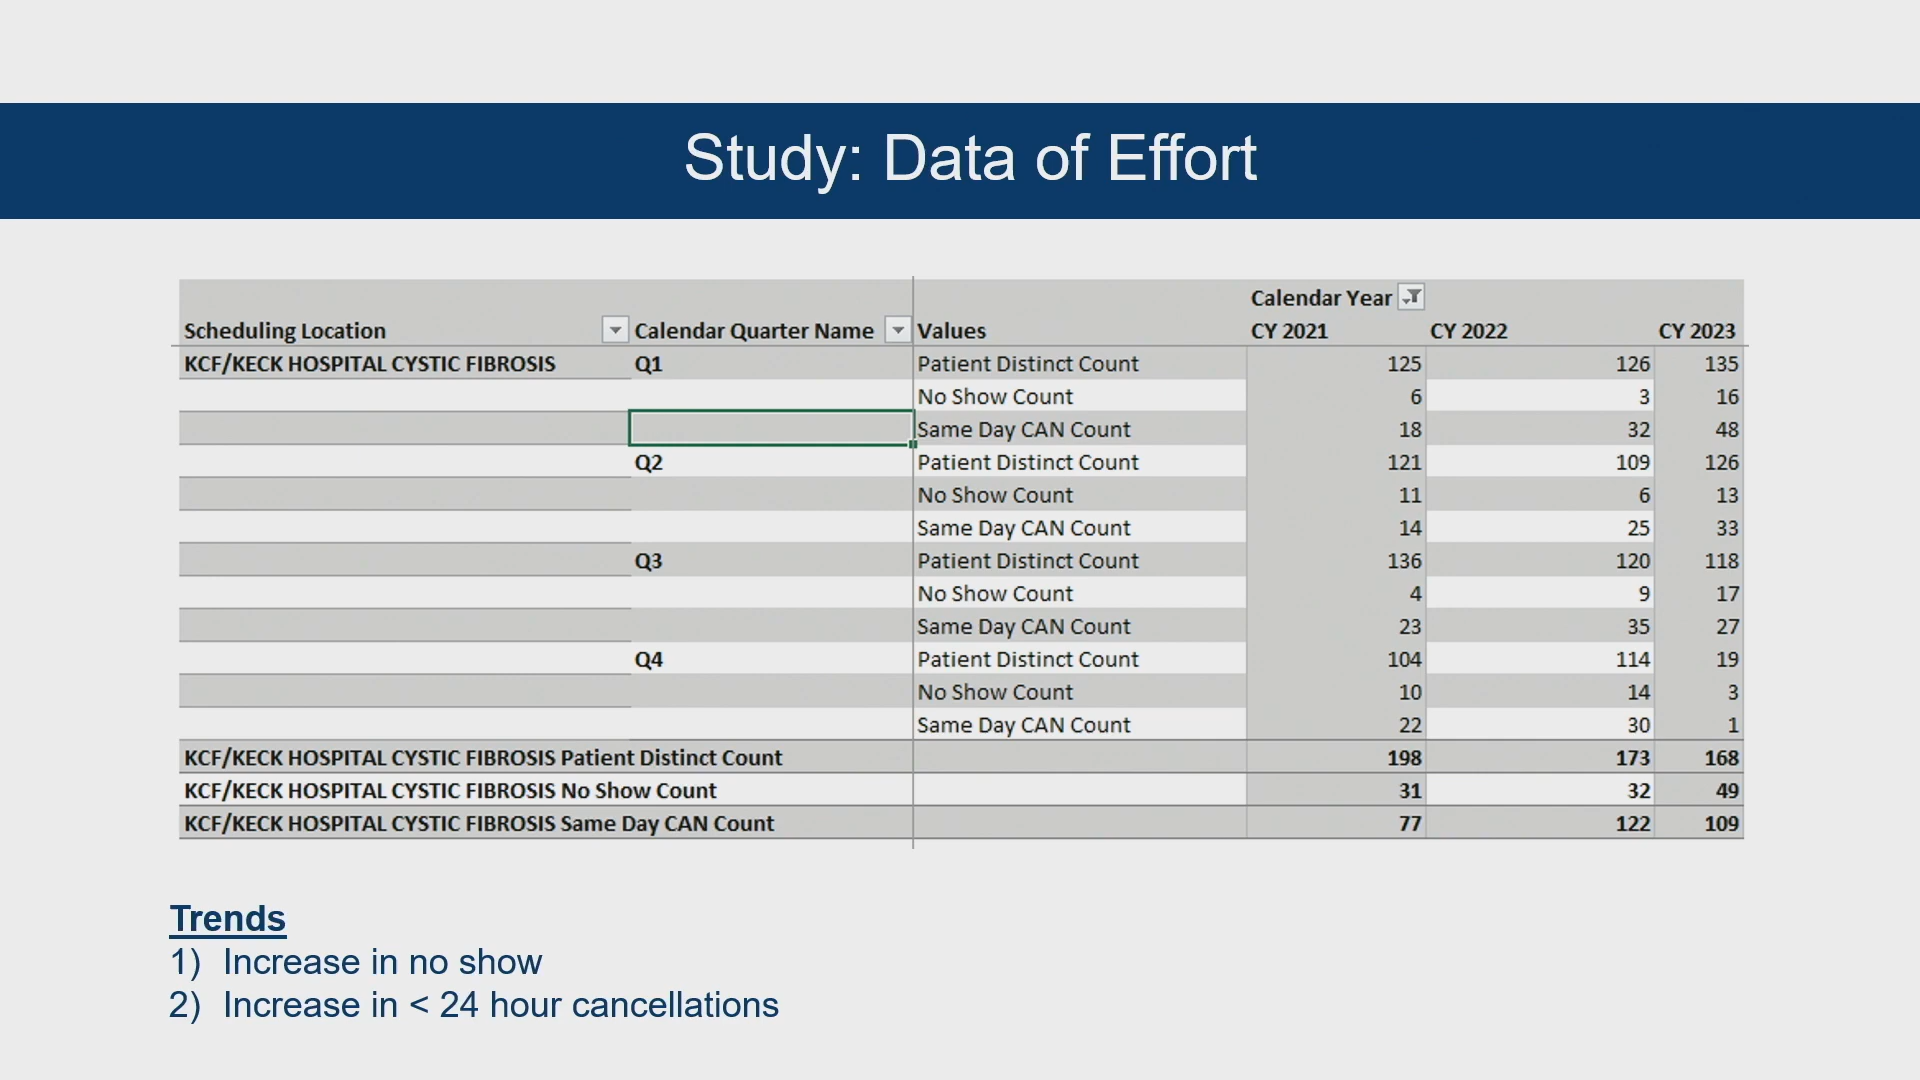 Study: Data of Effort
Calendar Year
Scheduling Location Calendar Quarter Name Values CY 2021 CY 2022 CY 2023
KCF/KECK HOSPITAL CYSTIC FIBROSIS Q1 Patient Distinct Count 125 126 135
No Show Count 6 3 16
Same Day CAN Count 18 32 48
Q2 Patient Distinct Count 121 109 126
No Show Count 11 6 13
Same Day CAN Count 14 25 33
Q3 Patient Distinct Count 136 120 118
No Show Count 4 9 17
Same Day CAN Count 23 35 27
Q4 Patient Distinct Count 104 114 19
No Show Count 10 14 3
Same Day CAN Count 22 30 1
KCF/KECK HOSPITAL CYSTIC FIBROSIS Patient Distinct Count 198 173 168
KCF/KECK HOSPITAL CYSTIC FIBROSIS No Show Count 31 32 49
KCF/KECK HOSPITAL CYSTIC FIBROSIS Same Day CAN Count 77 122 109
Trends
1) Increase in no show
2) Increase in < 24 hour cancellations